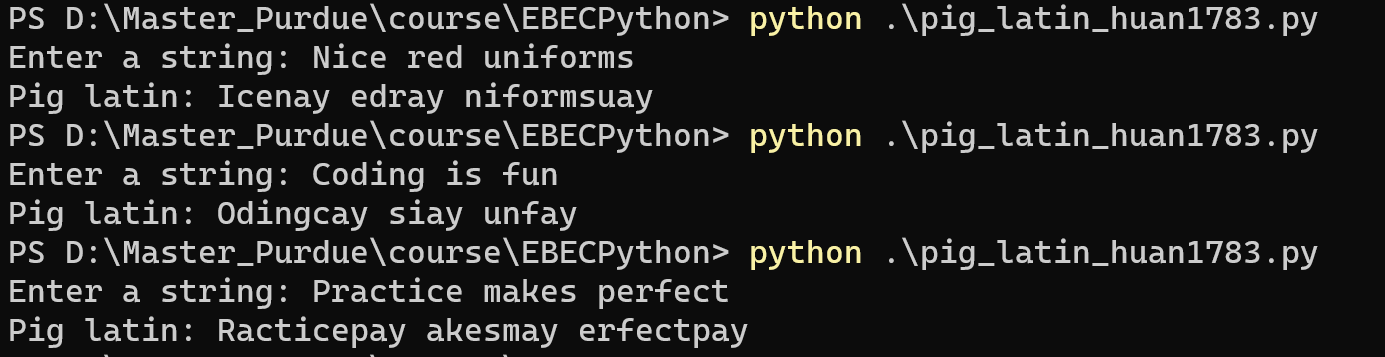 PS D:\Master_Purdue\course\EBECPython> python .\pig_latin_huan1783.py
Enter a string: Nice red uniforms
Pig latin: Icenay edray niformsuay
PS D:\Master_Purdue\course\EBECPython> python .\pig_latin_huan1783.py
Enter a string: Coding is fun
Pig latin: Odingcay siay unfay
PS D:\Master_Purdue\course\EBECPython> python .\pig_latin_huan1783.py
Enter a string: Practice makes perfect
Pig latin: Racticepay akesmay erfectpay